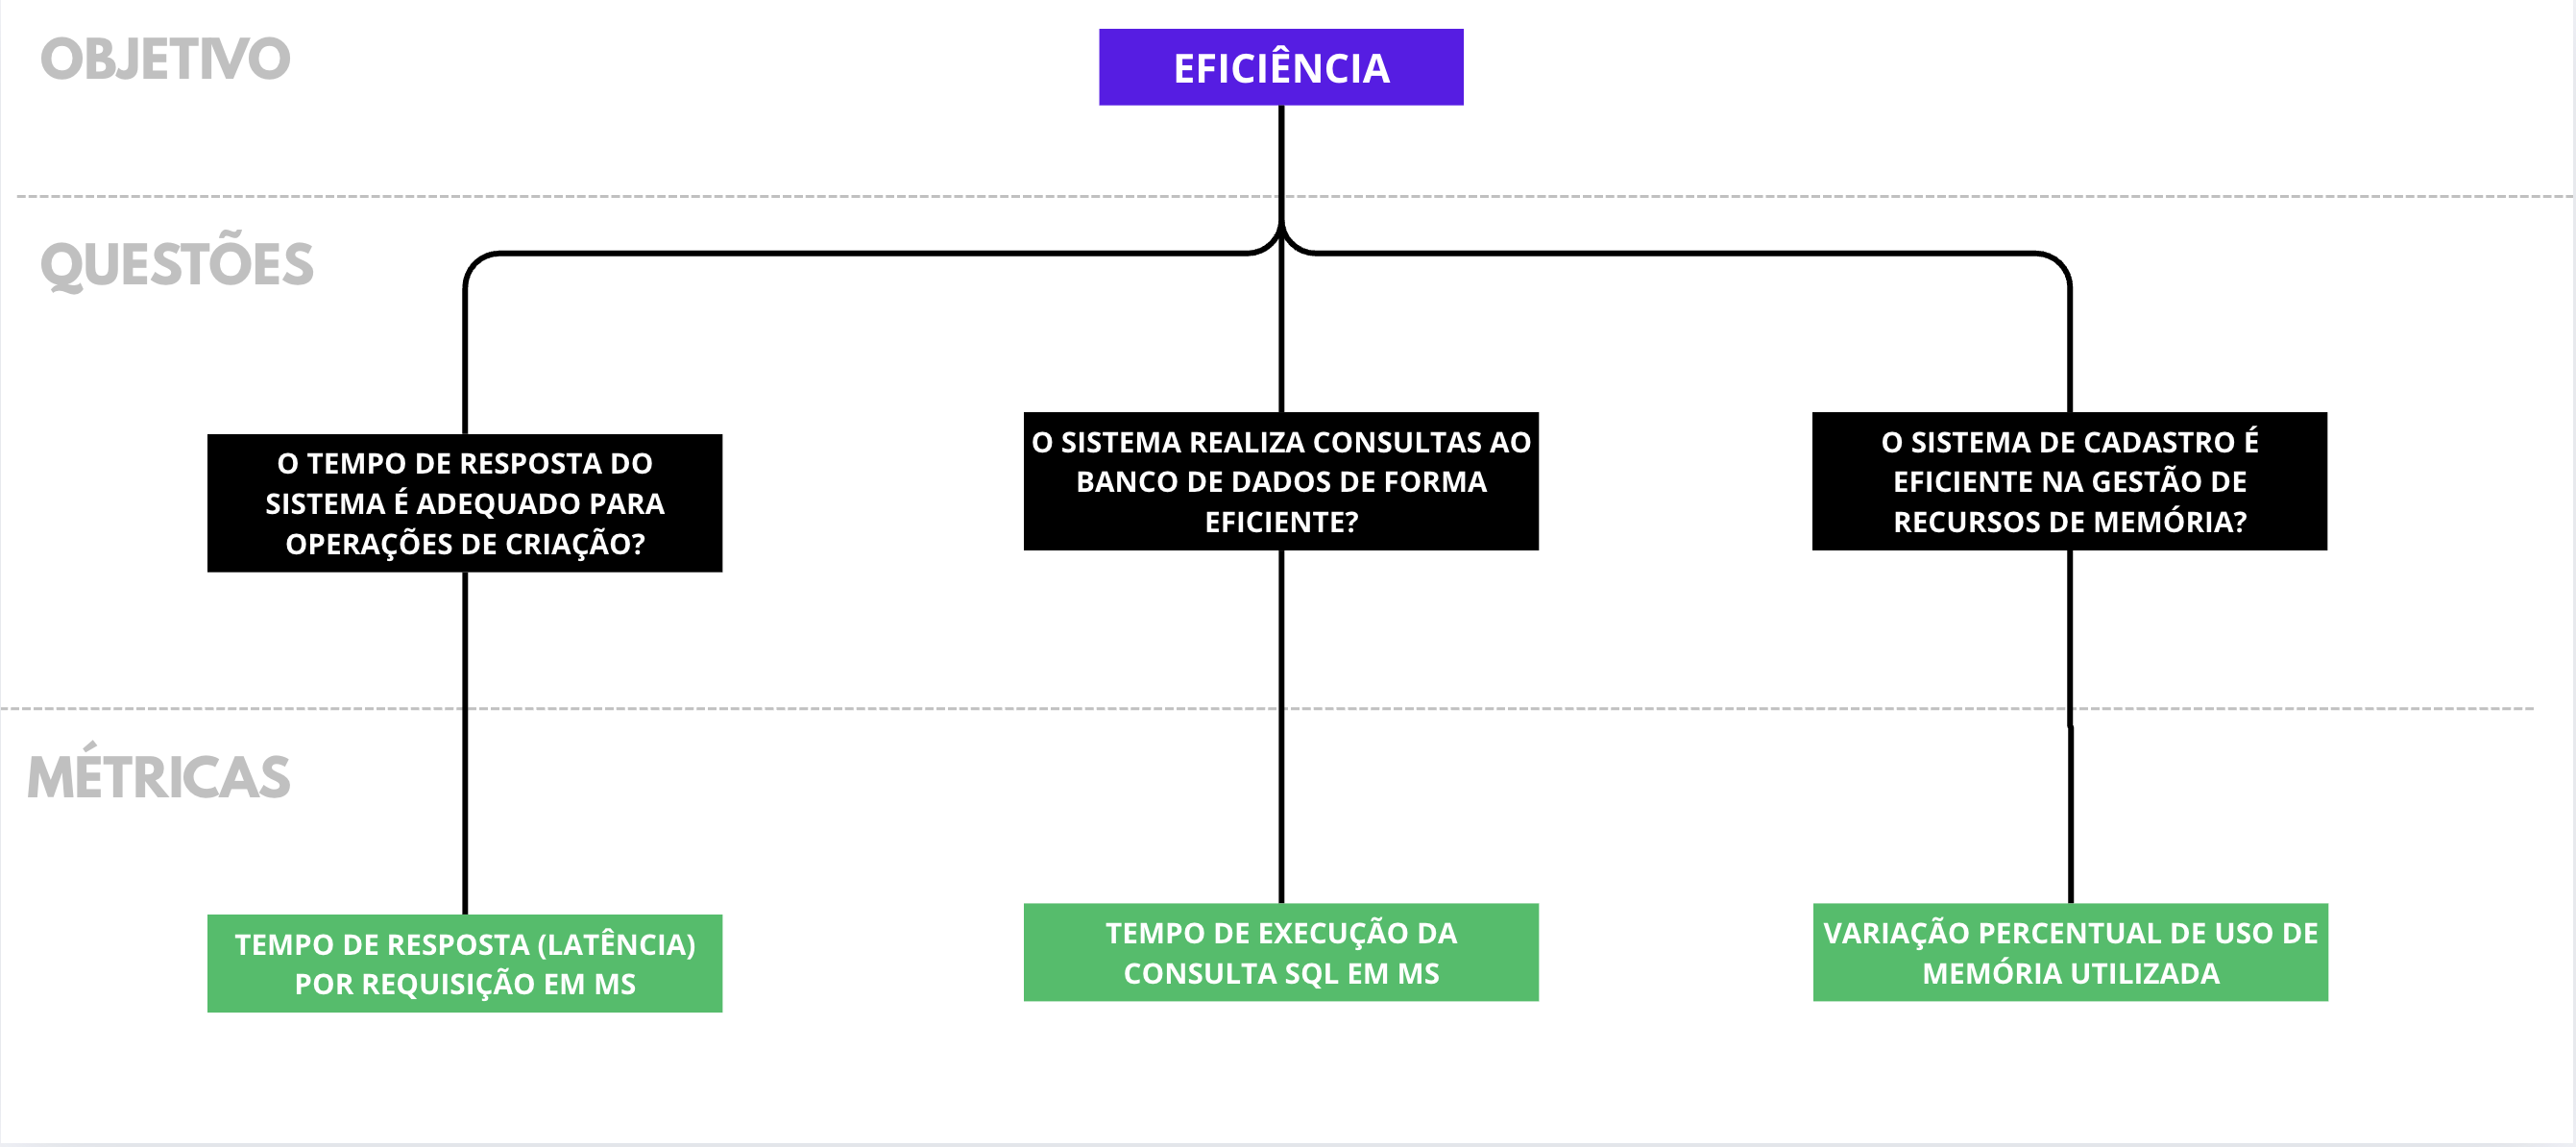 OBJETIVO
EFICIÊNCIA
QUESTÕES
O TEMPO DE RESPOSTA DO
SISTEMA É ADEQUADO PARA
OPERAÇÕES DE CRIAÇÃO?
O SISTEMA REALIZA CONSULTAS AO
BANCO DE DADOS DE FORMA
EFICIENTE?
O SISTEMA DE CADASTRO É
EFICIENTE NA GESTÃO DE
RECURSOS DE MEMÓRIA?
MÉTRICAS
TEMPO DE RESPOSTA (LATÊNCIA)
POR REQUISIÇÃO EM MS
TEMPO DE EXECUÇÃO DA
CONSULTA SQL EM MS
VARIAÇÃO PERCENTUAL DE USO DE
MEMÓRIA UTILIZADA